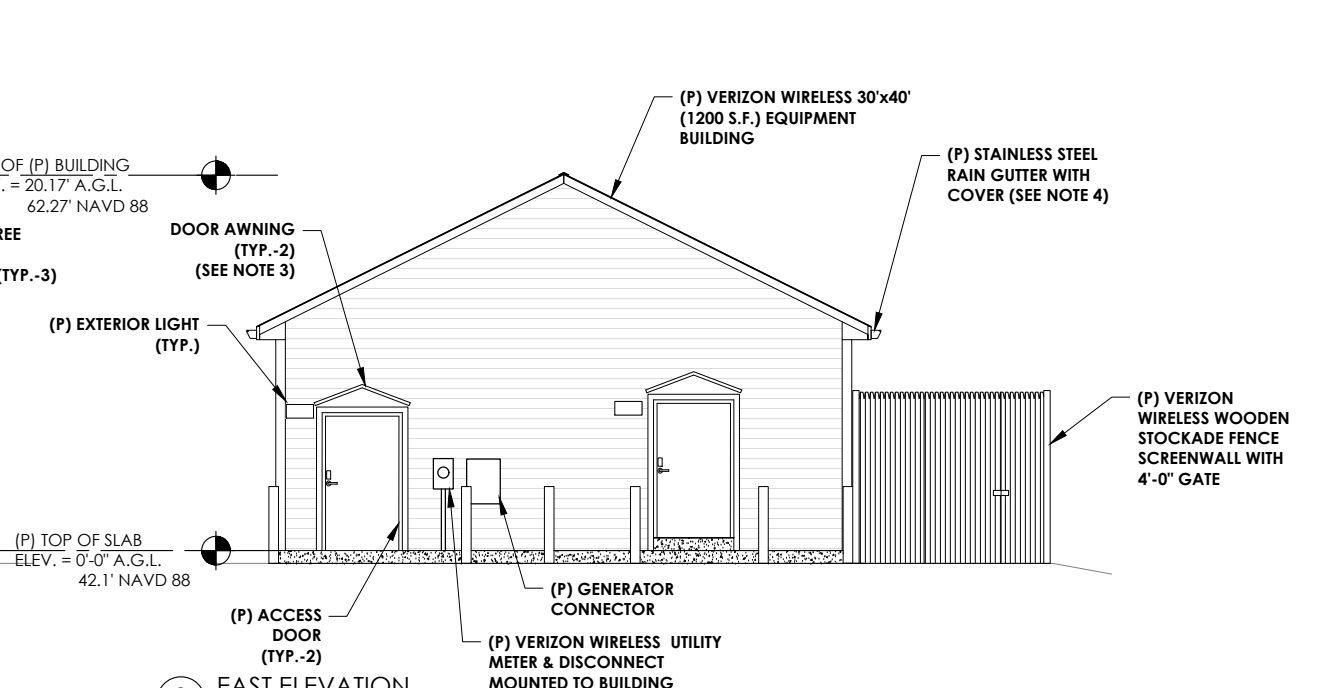 (P) VERIZON WIRELESS 30'x40'
(1200 S.F.) EQUIPMENT
BUILDING
(P) STAINLESS STEEL
RAIN GUTTER WITH
COVER (SEE NOTE 4)
OF (P) BUILDING
. = 20.17' A.G.L.
62.27' NAVD 88
REE
(TYP.-3)
DOOR AWNING
(TYP.-2)
(SEE NOTE 3)
(P) EXTERIOR LIGHT
(TYP.)
(P) VERIZON
WIRELESS WOODEN
STOCKADE FENCE
SCREENWALL WITH
4'-0" GATE
(P) TOP OF SLAB
ELEV. = 0'-0" A.G.L.
42.1' NAVD 88
(P) ACCESS
DOOR
(TYP.-2)
(P) GENERATOR
CONNECTOR
(P) VERIZON WIRELESS UTILITY
METER & DISCONNECT
MOUNTED TO BUILDING
EAST ELEVATION